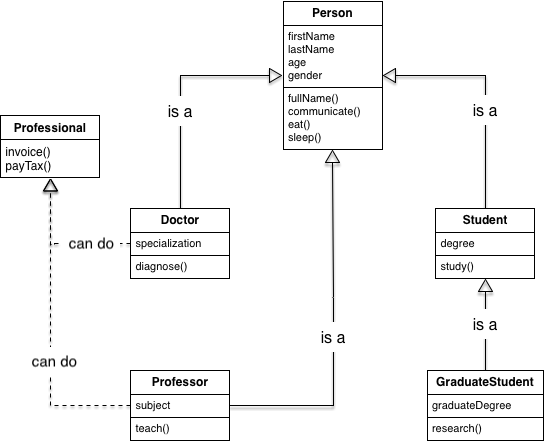 Person
firstName
lastName
age
gender
fullName()
communicate()
eat()
sleep()
is a
is a
Professional
invoice()
payTax()
Doctor
specialization
diagnose()
can do
Student
degree
study()
is a
is a
can do
Professor
subject
teach()
GraduateStudent
graduateDegree
research()